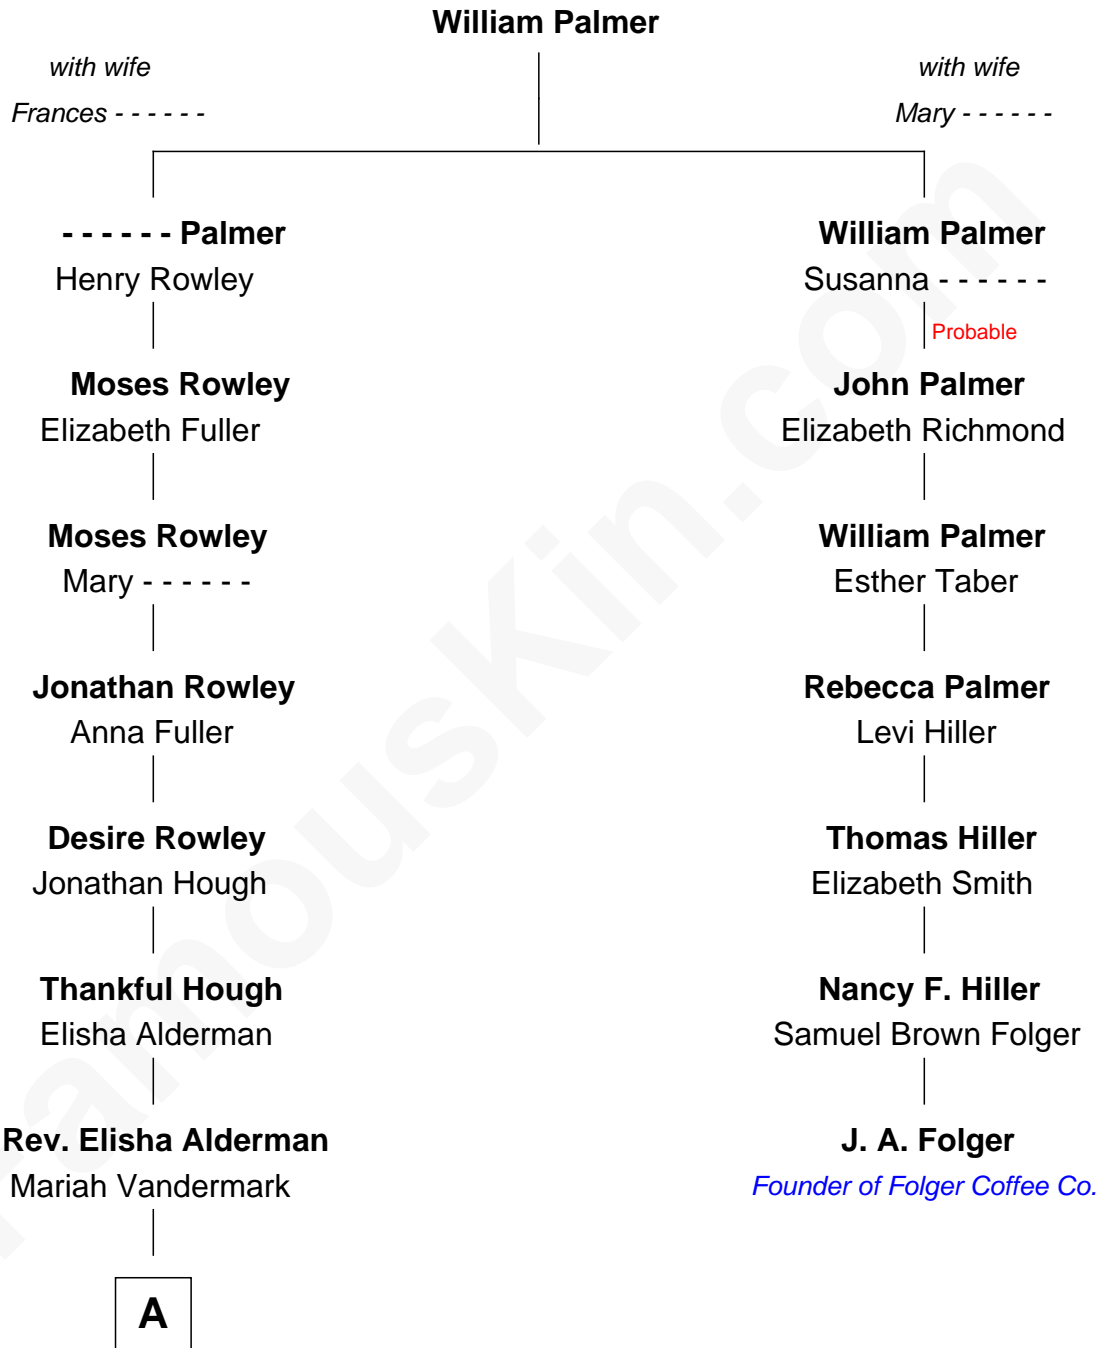 William Palmer
with wife
Frances - - - - - -
with wife
Mary - - - - - -
- - - - - - Palmer
Henry Rowley
Moses Rowley
Elizabeth Fuller
Moses Rowley
Mary - - - - - -
Jonathan Rowley
Anna Fuller
Desire Rowley
Jonathan Hough
Thankful Hough
Elisha Alderman
Rev. Elisha Alderman
Mariah Vandermark
A
William Palmer
Susanna - - - - - -
Probable
John Palmer
Elizabeth Richmond
William Palmer
Esther Taber
Rebecca Palmer
Levi Hiller
Thomas Hiller
Elizabeth Smith
Nancy F. Hiller
Samuel Brown Folger
J. A. Folger
Founder of Folger Coffee Co.
FamousKin.com